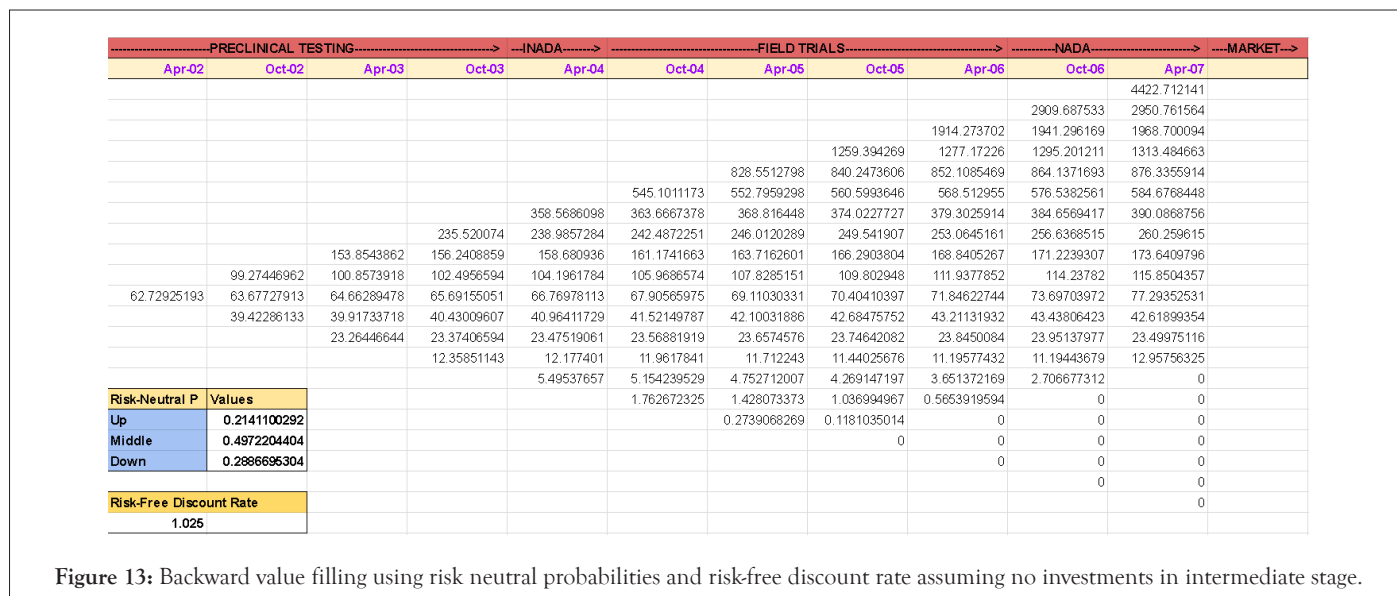 -------------------------PRECLINICAL TESTING-----------------------------------> ---INADA--------> -------------------------------------FIELD TRIALS---------------------------------------> -----------NADA-------------------------> ----MARKET--->
Apr-02 Oct-02 Apr-03 Oct-03 Apr-04 Oct-04 Apr-05 Oct-05 Apr-06 Oct-06 Apr-07
4422.712141
2909.687533 2950.761564
1914.273702 1941.296169 1968.700094
1259.394269 1277.17226 1295.201211 1313.484663
828.5512798 840.2473606 852.1085469 864.1371693 876.3355914
545.1011173 552.7959298 560.5993646 568.512955 576.5382561 584.6768448
358.5686098 363.6667378 368.816448 374.0227727 379.3025914 384.6569417 390.0868756
235.520074 238.9857284 242.4872251 246.0120289 249.541907 253.0645161 256.6368515 260.259615
153.8543862 156.2408859 158.680936 161.1741663 163.7162601 166.2903804 168.8405267 171.2239307 173.6409796
99.27446962 100.8573918 102.4956594 104.1961784 105.9686574 107.8285151 109.802948 111.9377852 114.23782 115.8504357
62.72925193 63.67727913 64.66289478 65.69155051 66.76978113 67.90565975 69.11030331 70.40410397 71.84622744 73.69703972 77.29352531
39.42286133 39.91733718 40.43009607 40.96411729 41.52149787 42.10031886 42.68475752 43.21131932 43.43806423 42.61899354
23.26446644 23.37406594 23.47519061 23.56881919 23.6574576 23.74642082 23.8450084 23.95137977 23.49975116
12.35851143 12.177401 11.9617841 11.712243 11.44025676 11.19577432 11.19443679 12.95756325
5.49537657 5.154239529 4.752712007 4.269147197 3.651372169 2.706677312 0
Risk-Neutral P Values 1.762672325 1.428073373 1.036994967 0.5653919594 0 0
Up 0.2141100292 0.2739068269 0.1181035014 0 0 0
Middle 0.4972204404 0 0 0 0
Down 0.2886695304 0 0 0
0 0
Risk-Free Discount Rate 0
1.025
Figure 13: Backward value filling using risk neutral probabilities and risk-free discount rate assuming no investments in intermediate stage.